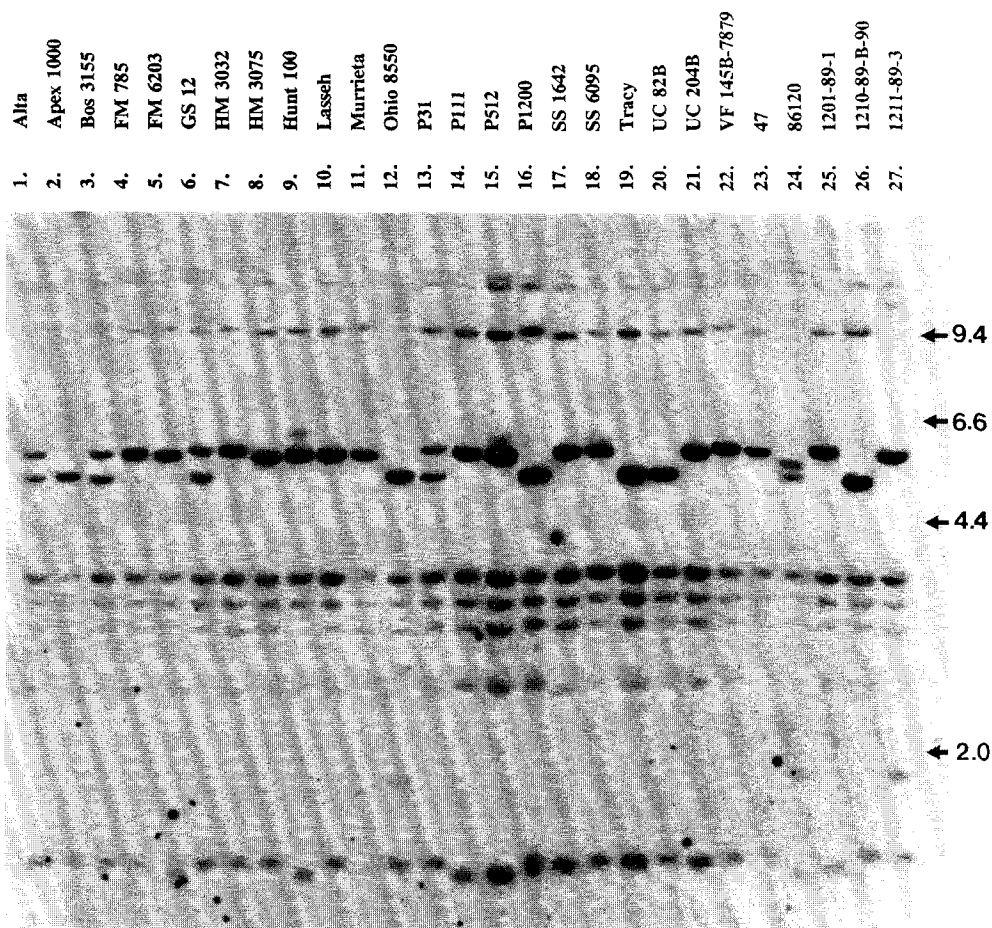 1. Alta
2. Apex 1000
3. Bos 3155
4. FM 785
5. FM 6203
6. GS 12
7. HM 3032
8. HM 3075
9. Hunt 100
10. Lasseh
11. Murrieta
12. Ohio 8550
13. P31
14. P111
15. P512
16. P1200
17. SS 1642
18. SS 6095
19. Tracy
20. UC 82B
21. UC 204B
22. VF 145B-7879
23. 47
24. 86120
25. 1201-89-1
26. 1210-89-B-90
27. 1211-89-3
9.4
6.6
4.4
2.0